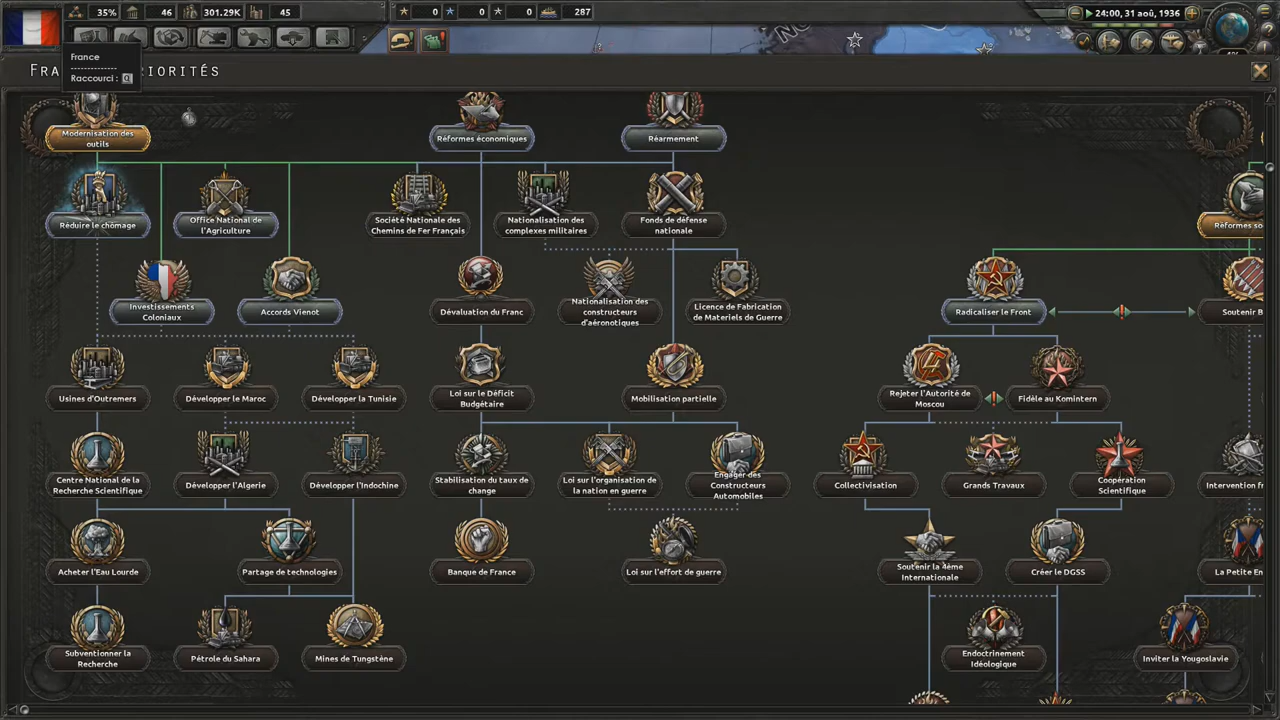 35%
46
301.29K
45
0
0
0
287
24:00, 31 aoû, 1936
France
--------------
Raccourci : Q
Fra
iorités
Modernisation des
outils
Réformes économiques
Réarmement
Réduire le chômage
Office National de
l'Agriculture
Société Nationale des
Chemins de Fer Français
Nationalisation des
complexes militaires
Fonds de défense
nationale
Réformes so
Investissements
Coloniaux
Accords Vienot
Dévaluation du Franc
Nationalisation des
constructeurs
d'aéronotiques
Licence de Fabrication
de Materiels de Guerre
Radicaliser le Front
Soutenir B
Usines d'Outremers
Développer le Maroc
Développer la Tunisie
Loi sur le Déficit
Budgétaire
Mobilisation partielle
Rejeter l'Autorité de
Moscou
Fidèle au Komintern
Centre National de la
Recherche Scientifique
Développer l'Algerie
Développer l'Indochine
Stabilisation du taux de
change
Loi sur l'organisation de
la nation en guerre
Engager des
Constructeurs
Automobiles
Collectivisation
Grands Travaux
Coopération
Scientifique
Intervention fr
Acheter l'Eau Lourde
Partage de technologies
Banque de France
Loi sur l'effort de guerre
Soutenir la 4ème
Internationale
Créer le DGSS
La Petite En
Subventionner la
Recherche
Pétrole du Sahara
Mines de Tungstène
Endoctrinement
Idéologique
Inviter la Yougoslavie